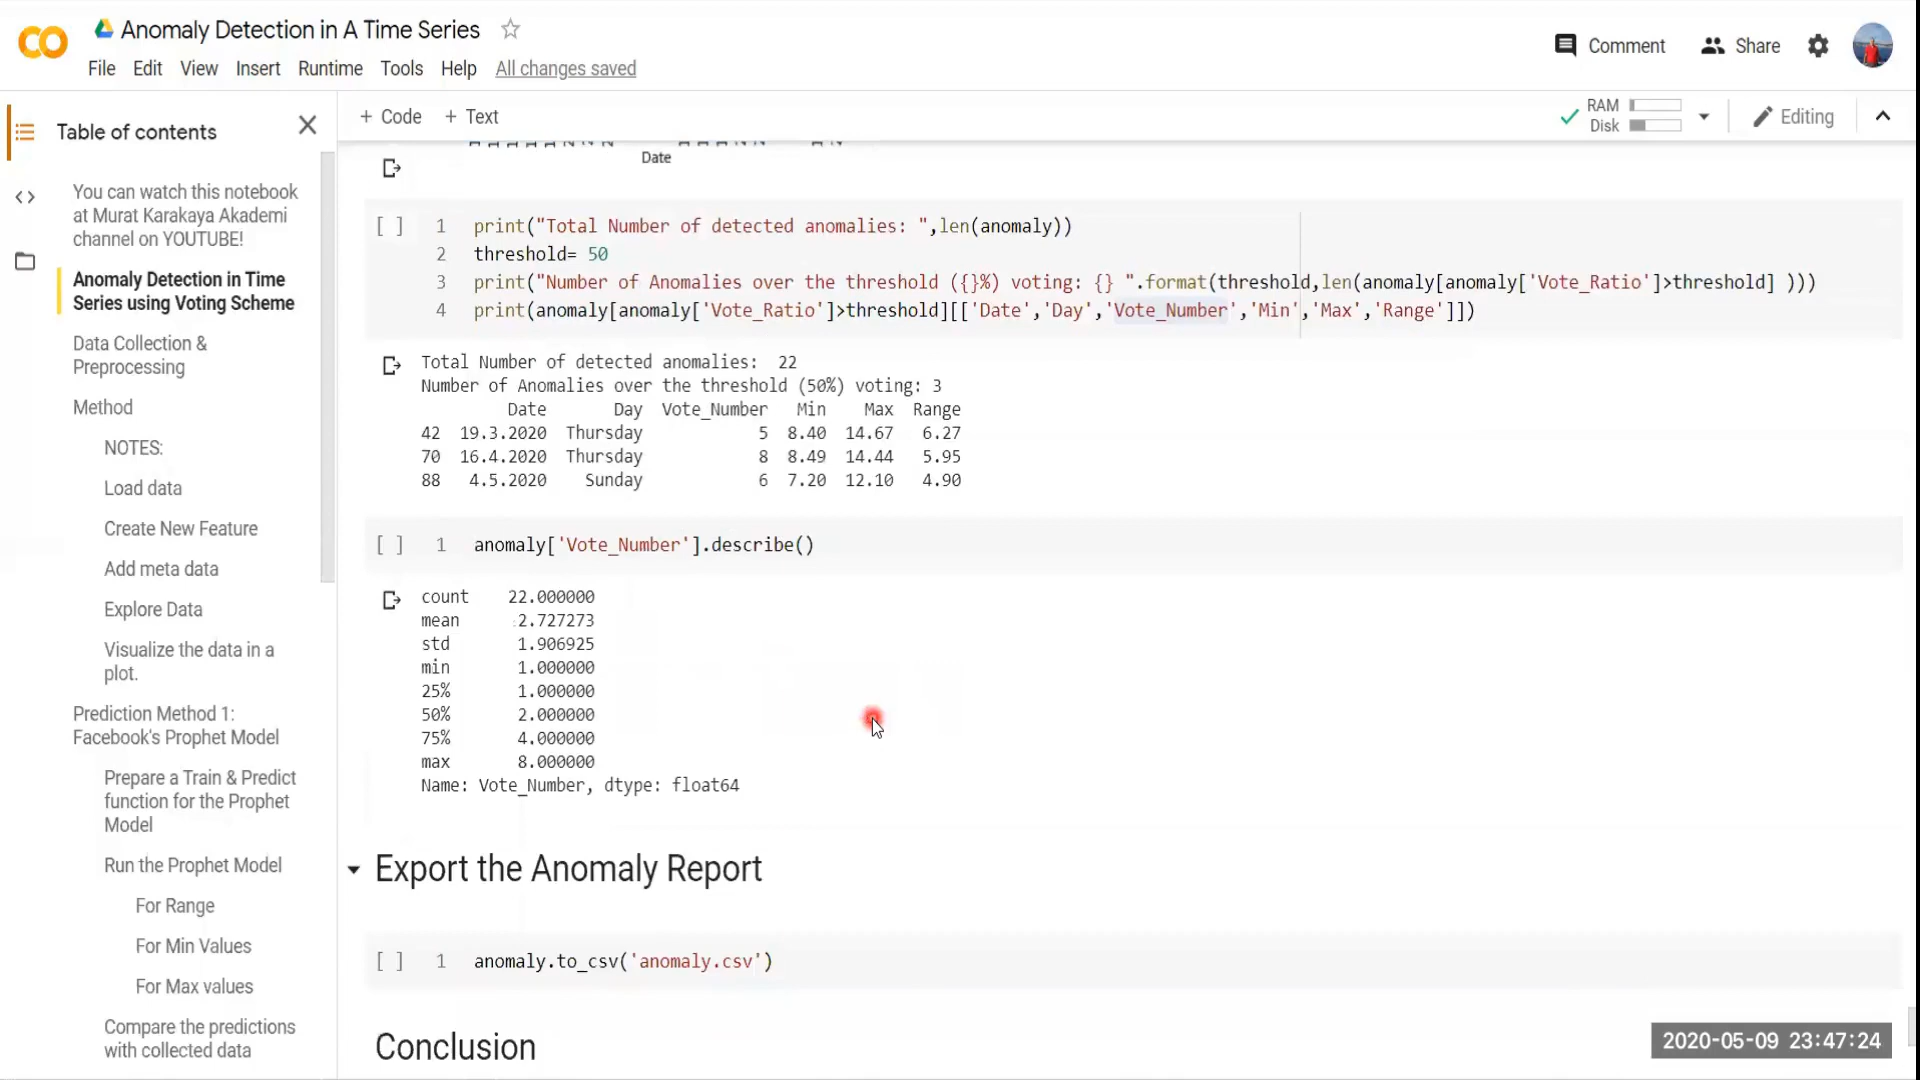 Anomaly Detection in A Time Series
Comment
Share
File Edit View Insert Runtime Tools Help All changes saved
Table of contents
+ Code + Text
RAM
Disk
Editing
You can watch this notebook
at Murat Karakaya Akademi
channel on YOUTUBE!
Anomaly Detection in Time
Series using Voting Scheme
Data Collection &
Preprocessing
Method
NOTES:
Load data
Create New Feature
Add meta data
Explore Data
Visualize the data in a
plot.
Prediction Method 1:
Facebook's Prophet Model
Prepare a Train & Predict
function for the Prophet
Model
Run the Prophet Model
For Range
For Min Values
For Max values
Compare the predictions
with collected data
Date
[ ] 1 print("Total Number of detected anomalies: ",len(anomaly))
2 threshold= 50
3 print("Number of Anomalies over the threshold ({}%) voting: {} ".format(threshold,len(anomaly[anomaly['Vote_Ratio']>threshold] )))
4 print(anomaly[anomaly['Vote_Ratio']>threshold][['Date','Day','Vote_Number','Min','Max','Range']])
Total Number of detected anomalies: 22
Number of Anomalies over the threshold (50%) voting: 3
Date Day Vote_Number Min Max Range
42 19.3.2020 Thursday 5 8.40 14.67 6.27
70 16.4.2020 Thursday 8 8.49 14.44 5.95
88 4.5.2020 Sunday 6 7.20 12.10 4.90
[ ] 1 anomaly['Vote_Number'].describe()
count 22.000000
mean 2.727273
std 1.906925
min 1.000000
25% 1.000000
50% 2.000000
75% 4.000000
max 8.000000
Name: Vote_Number, dtype: float64
Export the Anomaly Report
[ ] 1 anomaly.to_csv('anomaly.csv')
Conclusion
2020-05-09 23:47:24